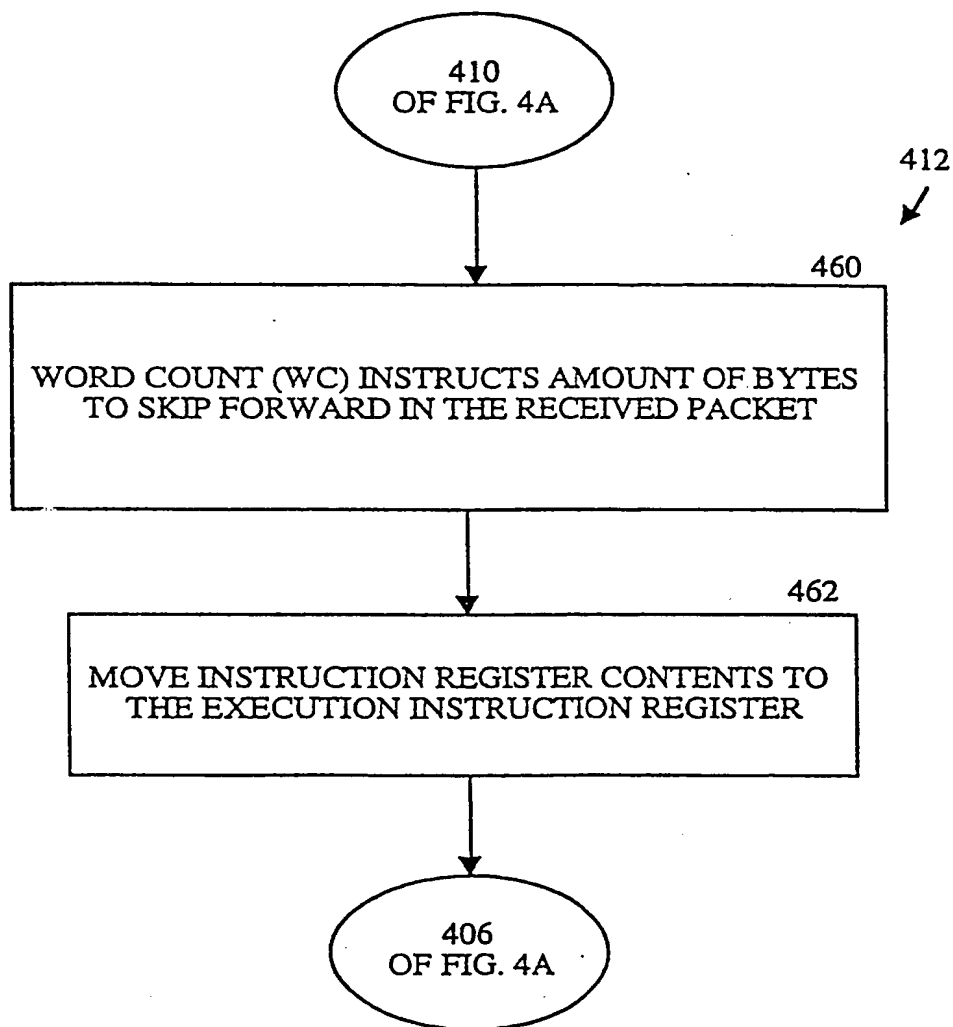 410
OF FIG. 4A
412
460
WORD COUNT (WC) INSTRUCTS AMOUNT OF BYTES
TO SKIP FORWARD IN THE RECEIVED PACKET
462
MOVE INSTRUCTION REGISTER CONTENTS TO
THE EXECUTION INSTRUCTION REGISTER
406
OF FIG. 4A